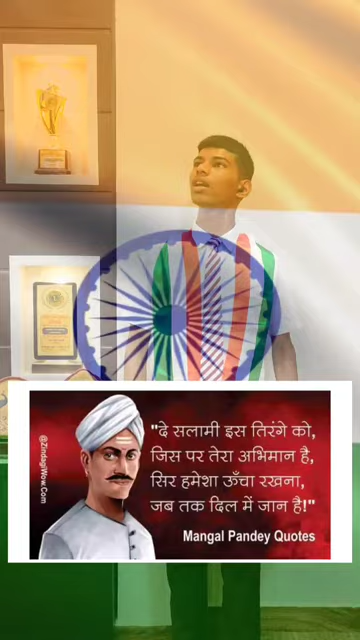 @ZindagiWow.Com
"दे सलामी इस तिरंगे को,
जिस पर तेरा अभिमान है,
सिर हमेशा ऊँचा रखना,
जब तक दिल में जान है!"
Mangal Pandey Quotes